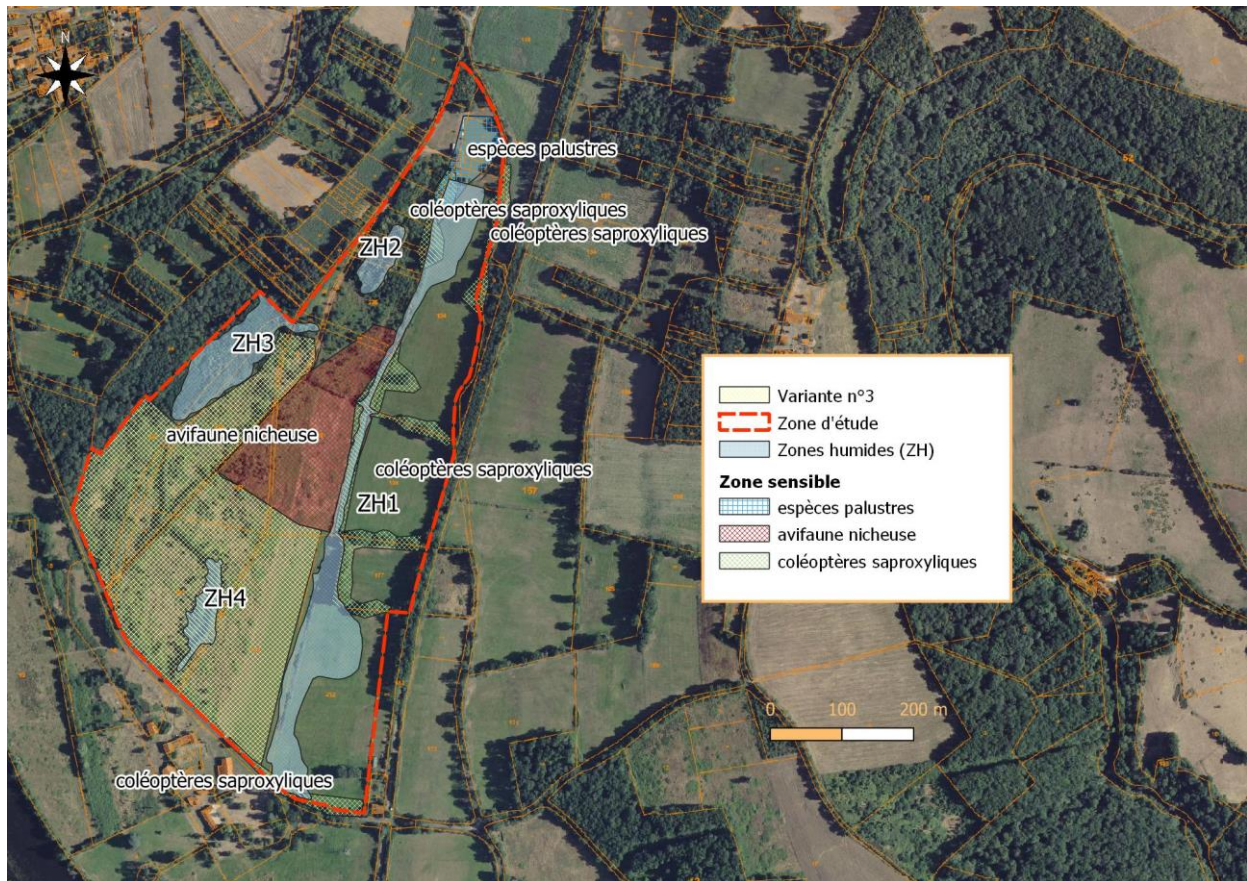 N
espèces palustres
coléoptères saproxyliques
coléoptères saproxyliques
ZH2
ZH3
avifaune nicheuse
coléoptères saproxyliques
ZH1
ZH4
coléoptères saproxyliques
Variante n°3
Zone d'étude
Zones humides (ZH)
Zone sensible
espèces palustres
avifaune nicheuse
coléoptères saproxyliques
0 100 200 m